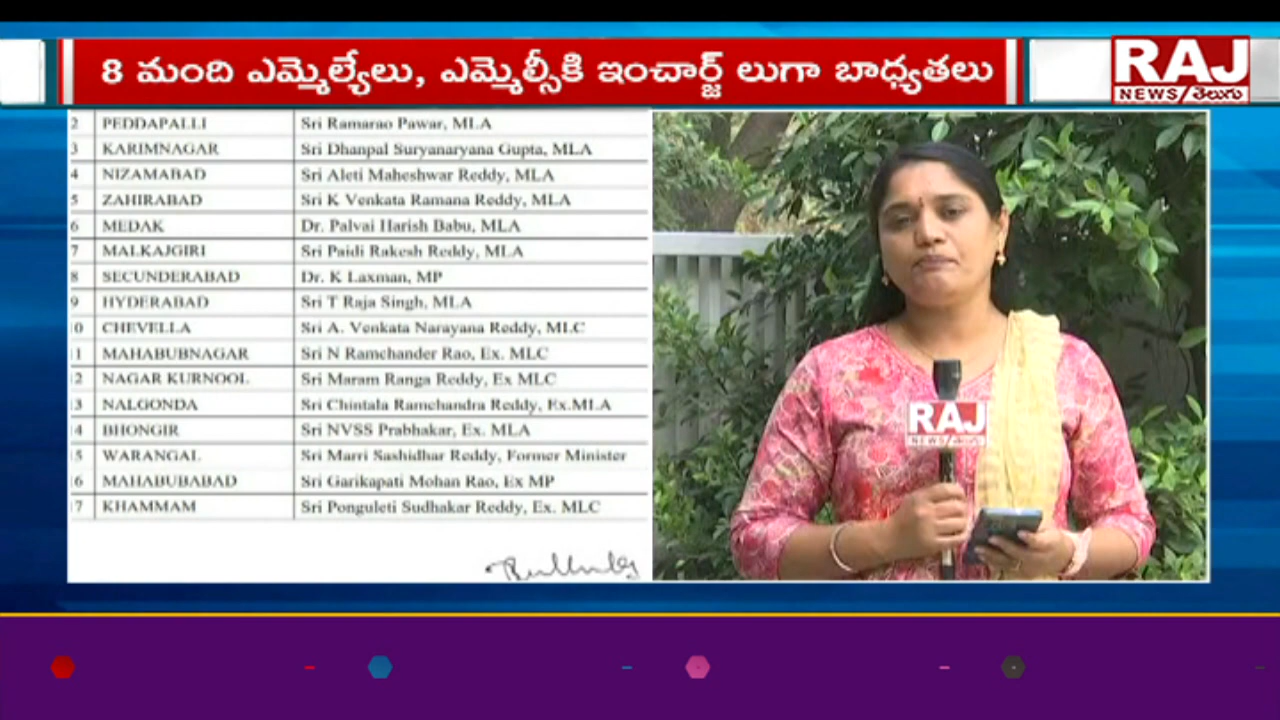 8 మంది ఎమ్మెల్యేలు, ఎమ్మెల్సీకి ఇంచార్జ్ లుగా బాధ్యతలు
RAJ
NEWS/తెలుగు
2 PEDDAPALLI Sri Ramarao Pawar, MLA
3 KARIMNAGAR Sri Dhanpal Suryanaryana Gupta, MLA
4 NIZAMABAD Sri Aleti Maheshwar Reddy, MLA
5 ZAHIRABAD Sri K Venkata Ramana Reddy, MLA
6 MEDAK Dr. Palvai Harish Babu, MLA
7 MALKAJGIRI Sri Paidi Rakesh Reddy, MLA
8 SECUNDERABAD Dr. K Laxman, MP
9 HYDERABAD Sri T Raja Singh, MLA
10 CHEVELLA Sri A. Venkata Narayana Reddy, MLC
11 MAHABUBNAGAR Sri N Ramchander Rao, Ex. MLC
12 NAGAR KURNOOL Sri Maram Ranga Reddy, Ex MLC
13 NALGONDA Sri Chintala Ramchandra Reddy, Ex.MLA
14 BHONGIR Sri NVSS Prabhakar, Ex. MLA
15 WARANGAL Sri Marri Sashidhar Reddy, Former Minister
16 MAHABUBABAD Sri Garikapati Mohan Rao, Ex MP
17 KHAMMAM Sri Ponguleti Sudhakar Reddy, Ex. MLC
RAJ
NEWS/తెలుగు